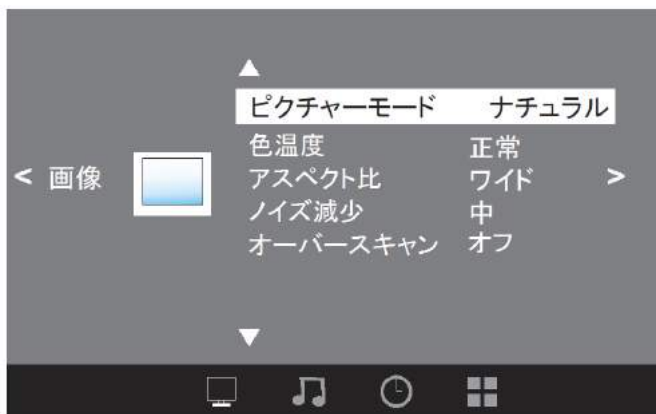 ピクチャーモード ナチュラル
色温度 正常
< 画像 アスペクト比 ワイド >
ノイズ減少 中
オーバースキャン オフ